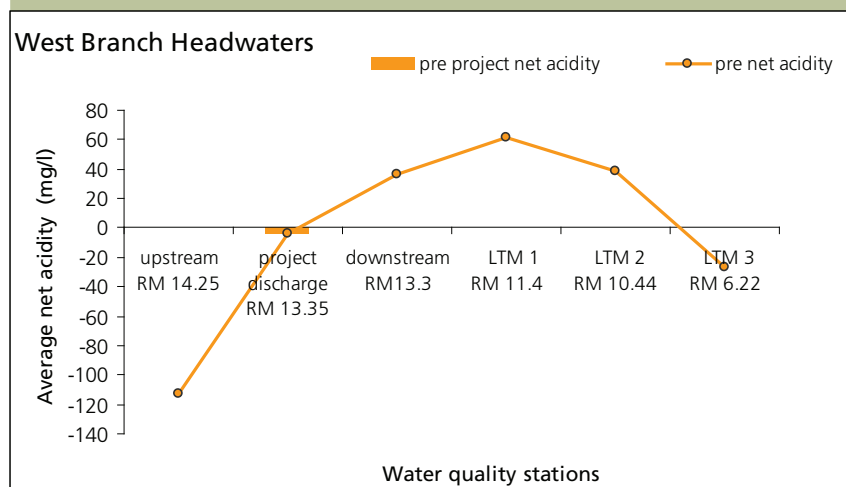 West Branch Headwaters
pre project net acidity
pre net acidity
Average net acidity (mg/l)
80
60
40
20
0
-20
-40
-60
-80
-100
-120
-140
upstream
RM 14.25
project
discharge
RM 13.35
downstream
RM13.3
LTM 1
RM 11.4
LTM 2
RM 10.44
LTM 3
RM 6.22
Water quality stations